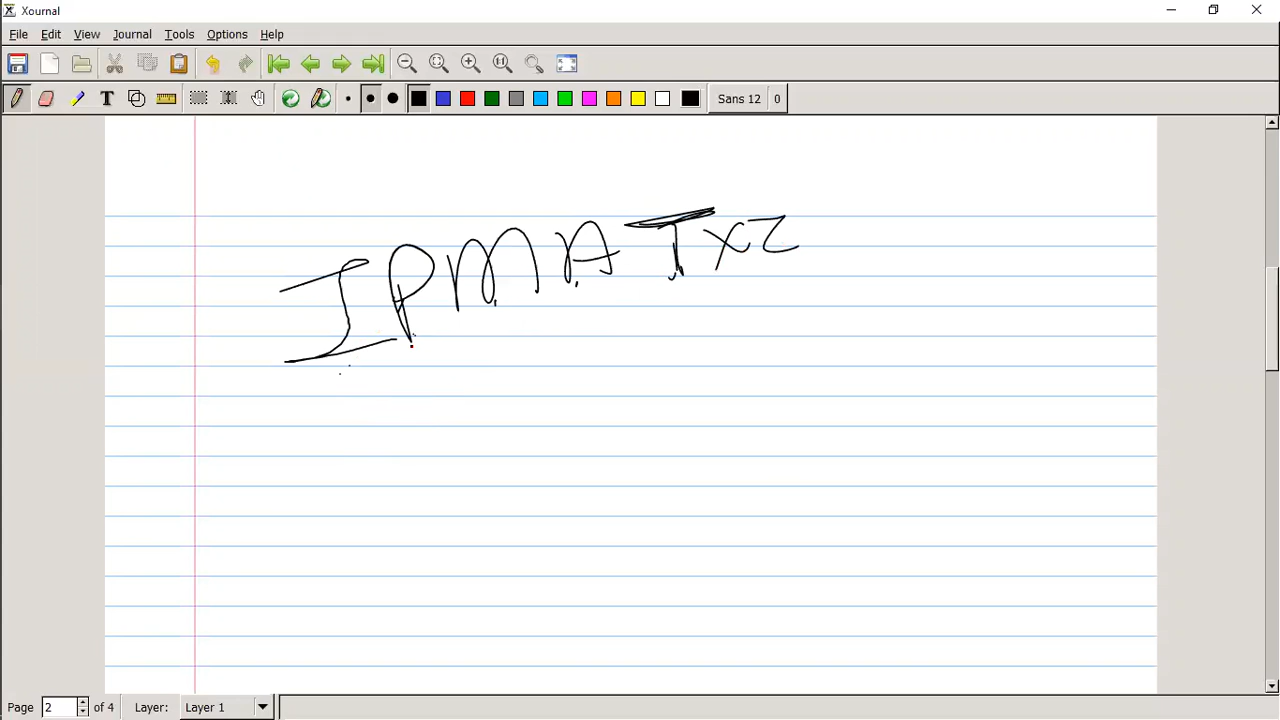 Xournal
File Edit View Journal Tools Options Help
T Sans 12 0
IPMATXZ
Page 2 of 4 Layer: Layer 1